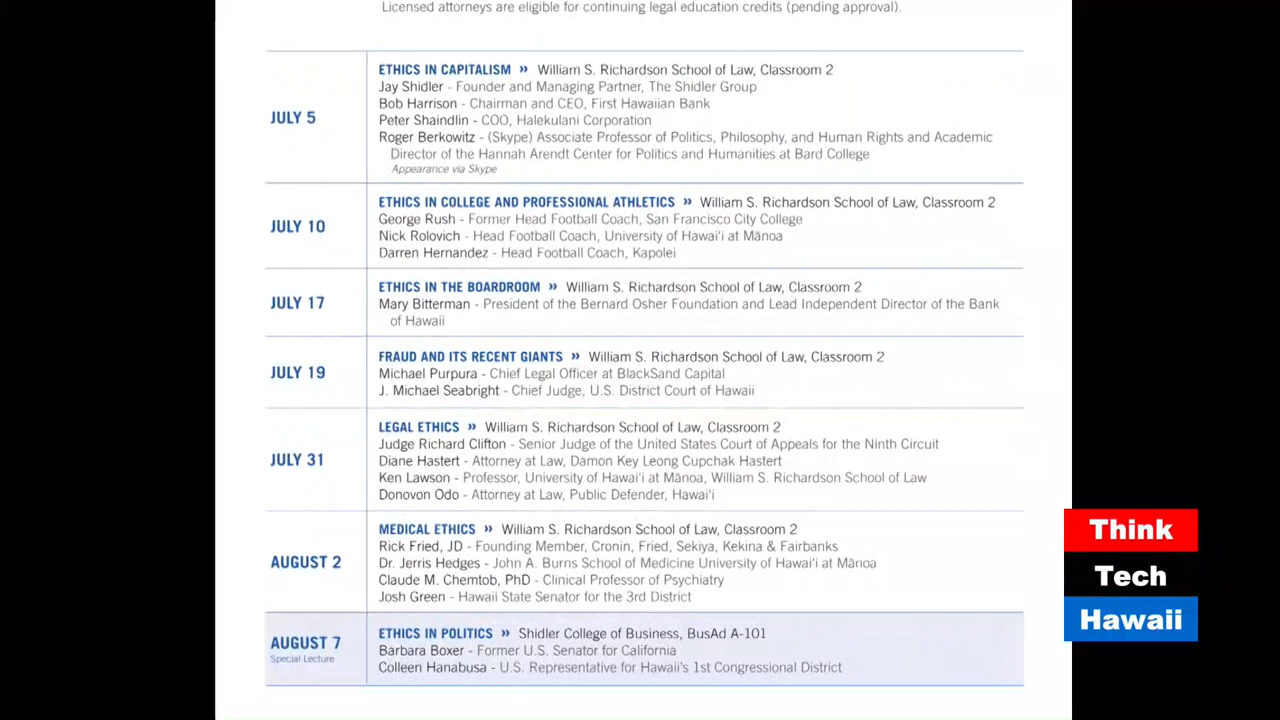 Licensed attorneys are eligible for continuing legal education credits (pending approval).
JULY 5
ETHICS IN CAPITALISM » William S. Richardson School of Law, Classroom 2
Jay Shidler - Founder and Managing Partner, The Shidler Group
Bob Harrison - Chairman and CEO, First Hawaiian Bank
Peter Shaindlin - COO, Halekulani Corporation
Roger Berkowitz - (Skype) Associate Professor of Politics, Philosophy, and Human Rights and Academic
Director of the Hannah Arendt Center for Politics and Humanities at Bard College
Appearance via Skype
JULY 10
ETHICS IN COLLEGE AND PROFESSIONAL ATHLETICS » William S. Richardson School of Law, Classroom 2
George Rush - Former Head Football Coach, San Francisco City College
Nick Rolovich - Head Football Coach, University of Hawai‘i at Mānoa
Darren Hernandez - Head Football Coach, Kapolei
JULY 17
ETHICS IN THE BOARDROOM » William S. Richardson School of Law, Classroom 2
Mary Bitterman - President of the Bernard Osher Foundation and Lead Independent Director of the Bank
of Hawaii
JULY 19
FRAUD AND ITS RECENT GIANTS » William S. Richardson School of Law, Classroom 2
Michael Purpura - Chief Legal Officer at BlackSand Capital
J. Michael Seabright - Chief Judge, U.S. District Court of Hawaii
JULY 31
LEGAL ETHICS » William S. Richardson School of Law, Classroom 2
Judge Richard Clifton - Senior Judge of the United States Court of Appeals for the Ninth Circuit
Diane Hastert - Attorney at Law, Damon Key Leong Cupchak Hastert
Ken Lawson - Professor, University of Hawai‘i at Mānoa, William S. Richardson School of Law
Donovon Odo - Attorney at Law, Public Defender, Hawai‘i
AUGUST 2
MEDICAL ETHICS » William S. Richardson School of Law, Classroom 2
Rick Fried, JD - Founding Member, Cronin, Fried, Sekiya, Kekina & Fairbanks
Dr. Jerris Hedges - John A. Burns School of Medicine University of Hawai‘i at Mānoa
Claude M. Chemtob, PhD - Clinical Professor of Psychiatry
Josh Green - Hawaii State Senator for the 3rd District
AUGUST 7
Special Lecture
ETHICS IN POLITICS » Shidler College of Business, BusAd A-101
Barbara Boxer - Former U.S. Senator for California
Colleen Hanabusa - U.S. Representative for Hawaii's 1st Congressional District
Think
Tech
Hawaii